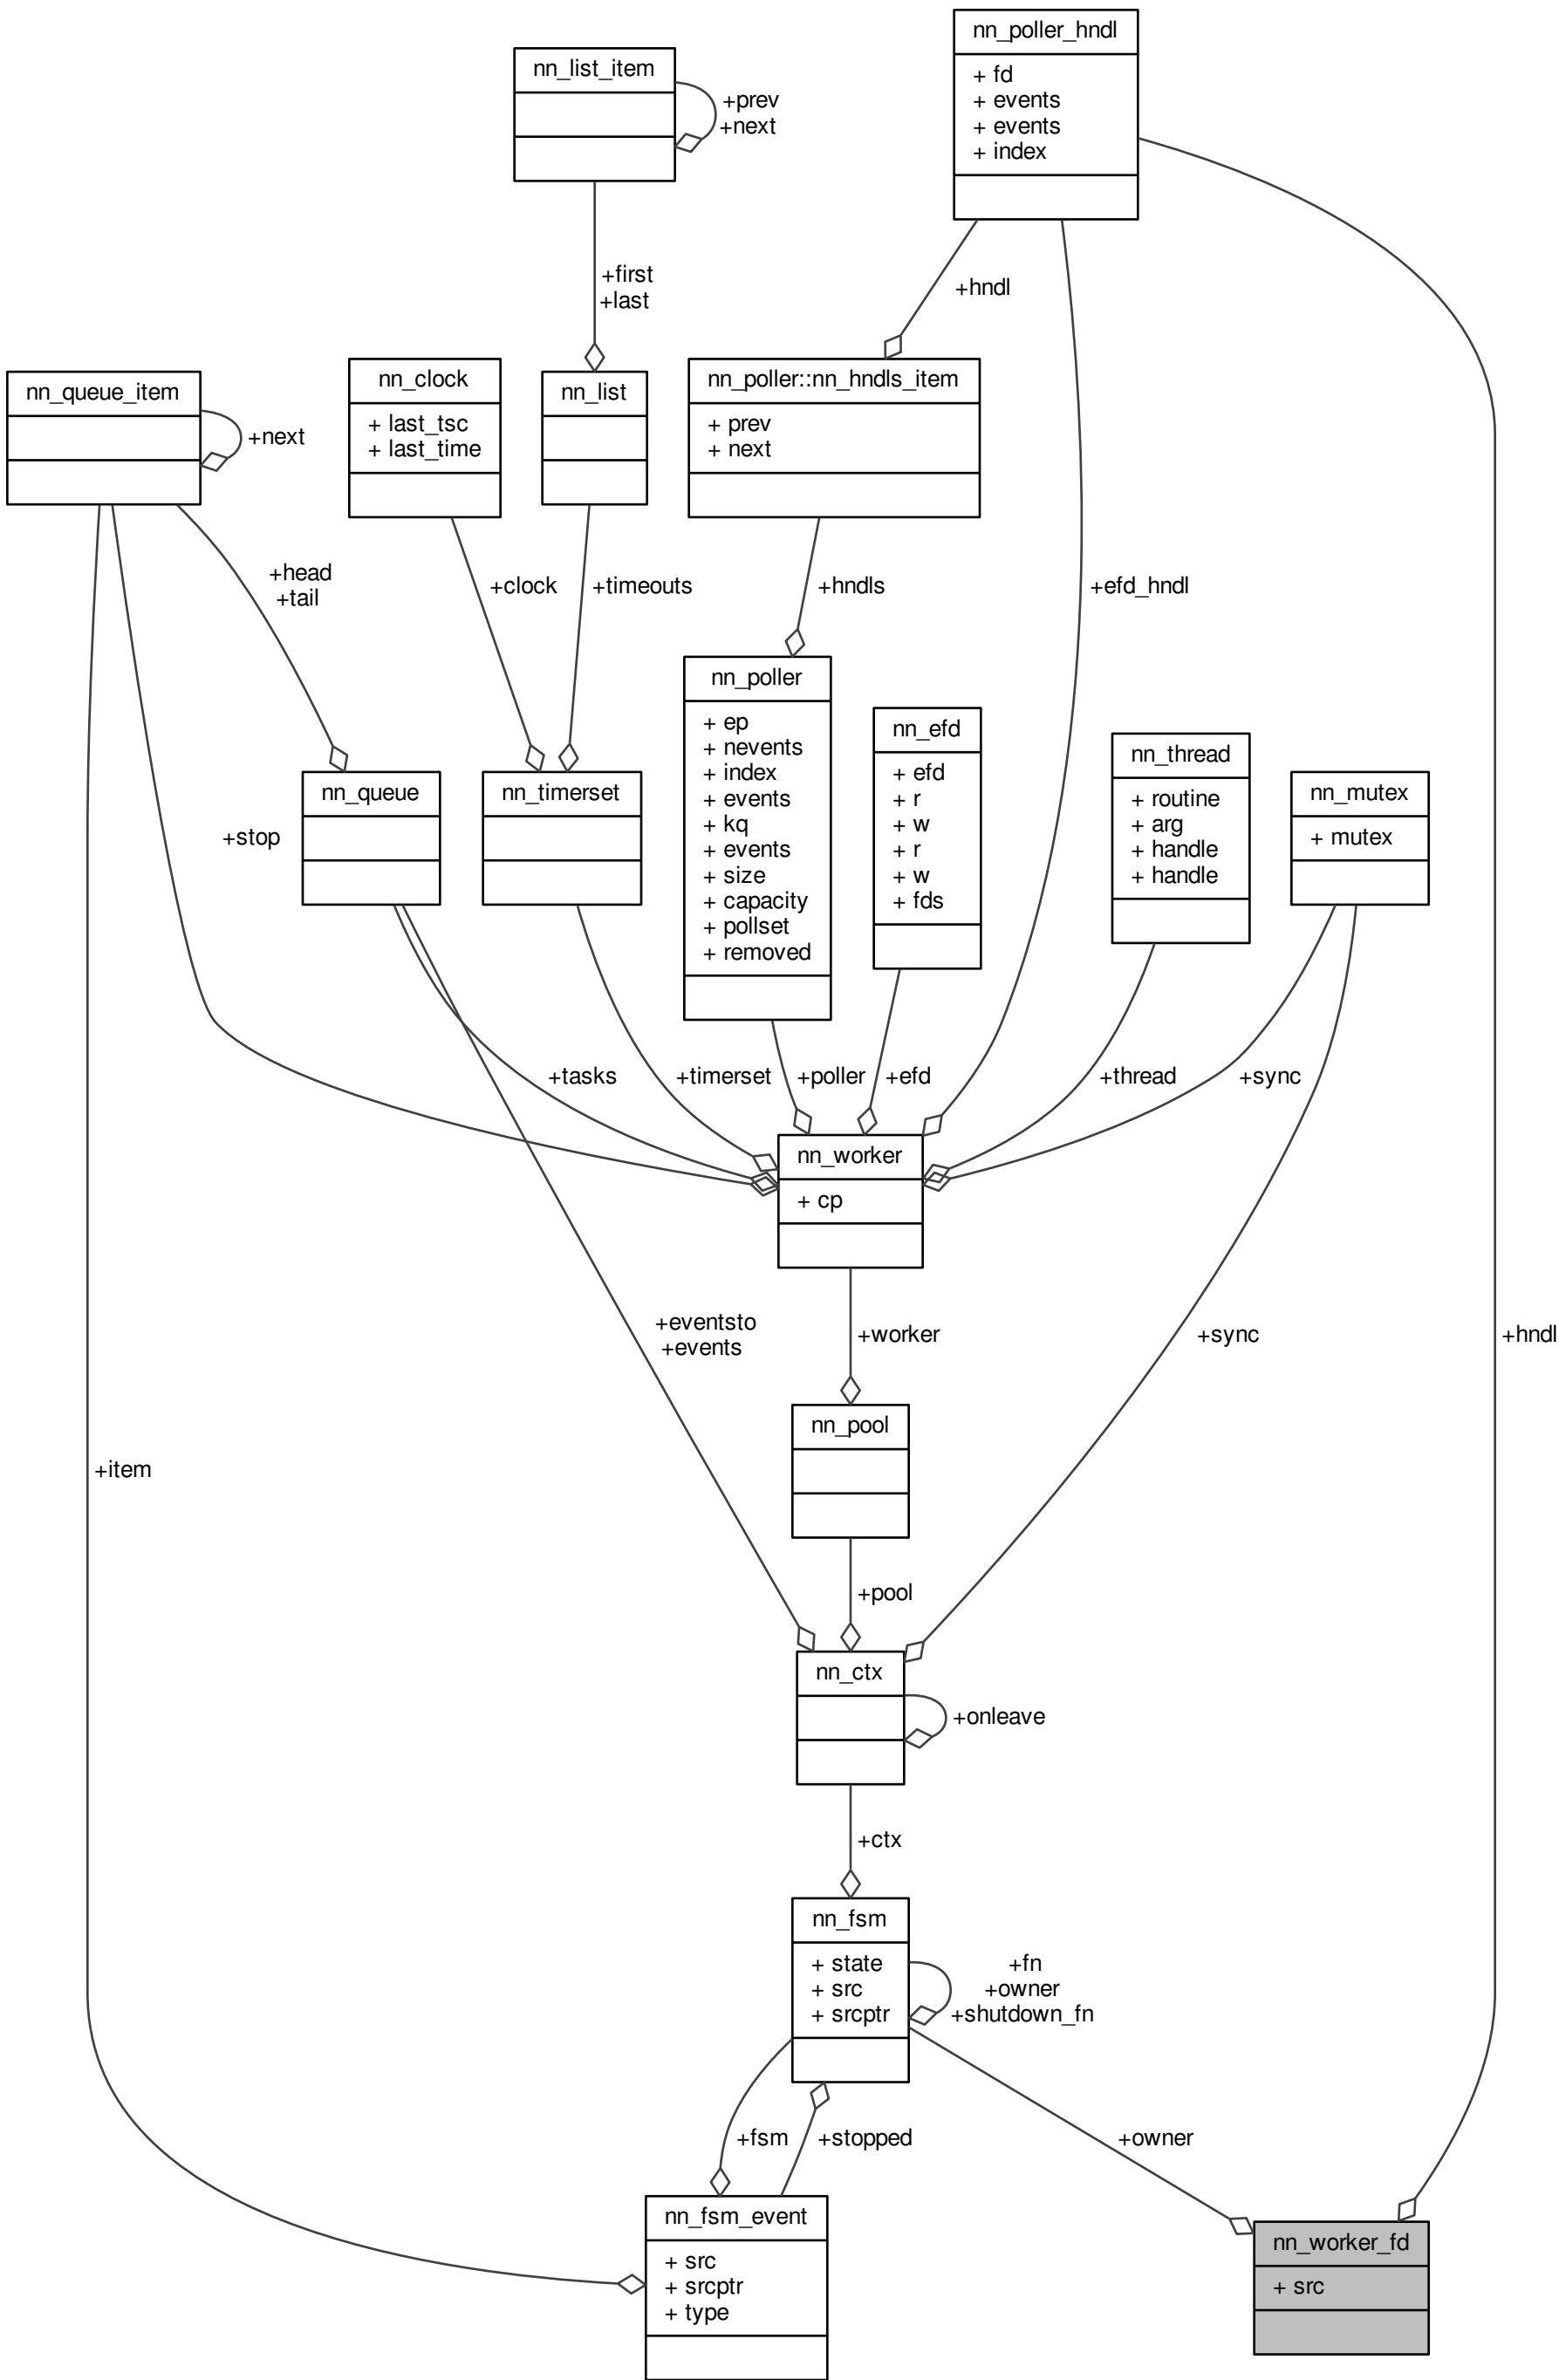 nn_poller_hndl
+ fd
+ events
+ events
+ index
nn_list_item
+prev
+next
+first
+last
+hndl
nn_queue_item
+next
nn_clock
+ last_tsc
+ last_time
nn_list
nn_poller::nn_hndls_item
+ prev
+ next
+head
+tail
+clock
+timeouts
+hndls
+efd_hndl
nn_poller
+ ep
+ nevents
+ index
+ events
+ kq
+ events
+ size
+ capacity
+ pollset
+ removed
nn_efd
+ efd
+ r
+ w
+ r
+ w
+ fds
nn_thread
+ routine
+ arg
+ handle
+ handle
nn_mutex
+ mutex
nn_queue
nn_timerset
+stop
+tasks
+timerset
+poller
+efd
+thread
+sync
nn_worker
+ cp
+eventsto
+events
+worker
+sync
+hndl
nn_pool
+item
+pool
nn_ctx
+onleave
+ctx
nn_fsm
+ state
+ src
+ srcptr
+fn
+owner
+shutdown_fn
+fsm
+stopped
+owner
nn_fsm_event
+ src
+ srcptr
+ type
nn_worker_fd
+ src